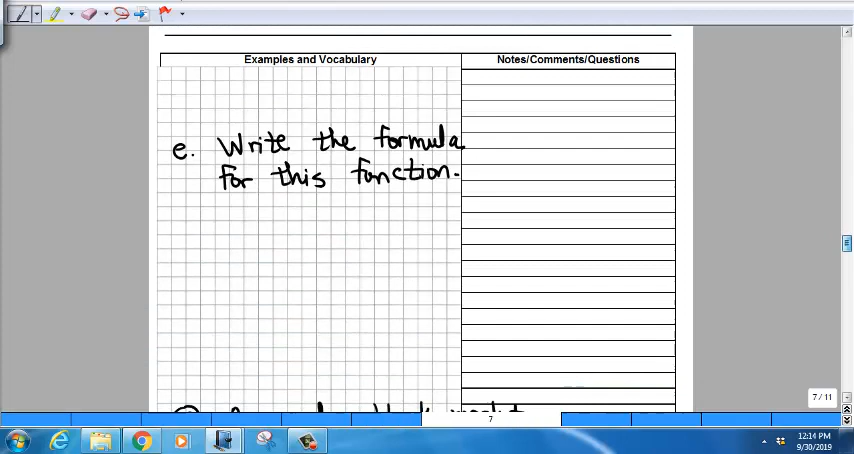 Examples and Vocabulary
Notes/Comments/Questions
e. Write the formula
for this function.
7 / 11
7
12:14 PM
9/30/2019